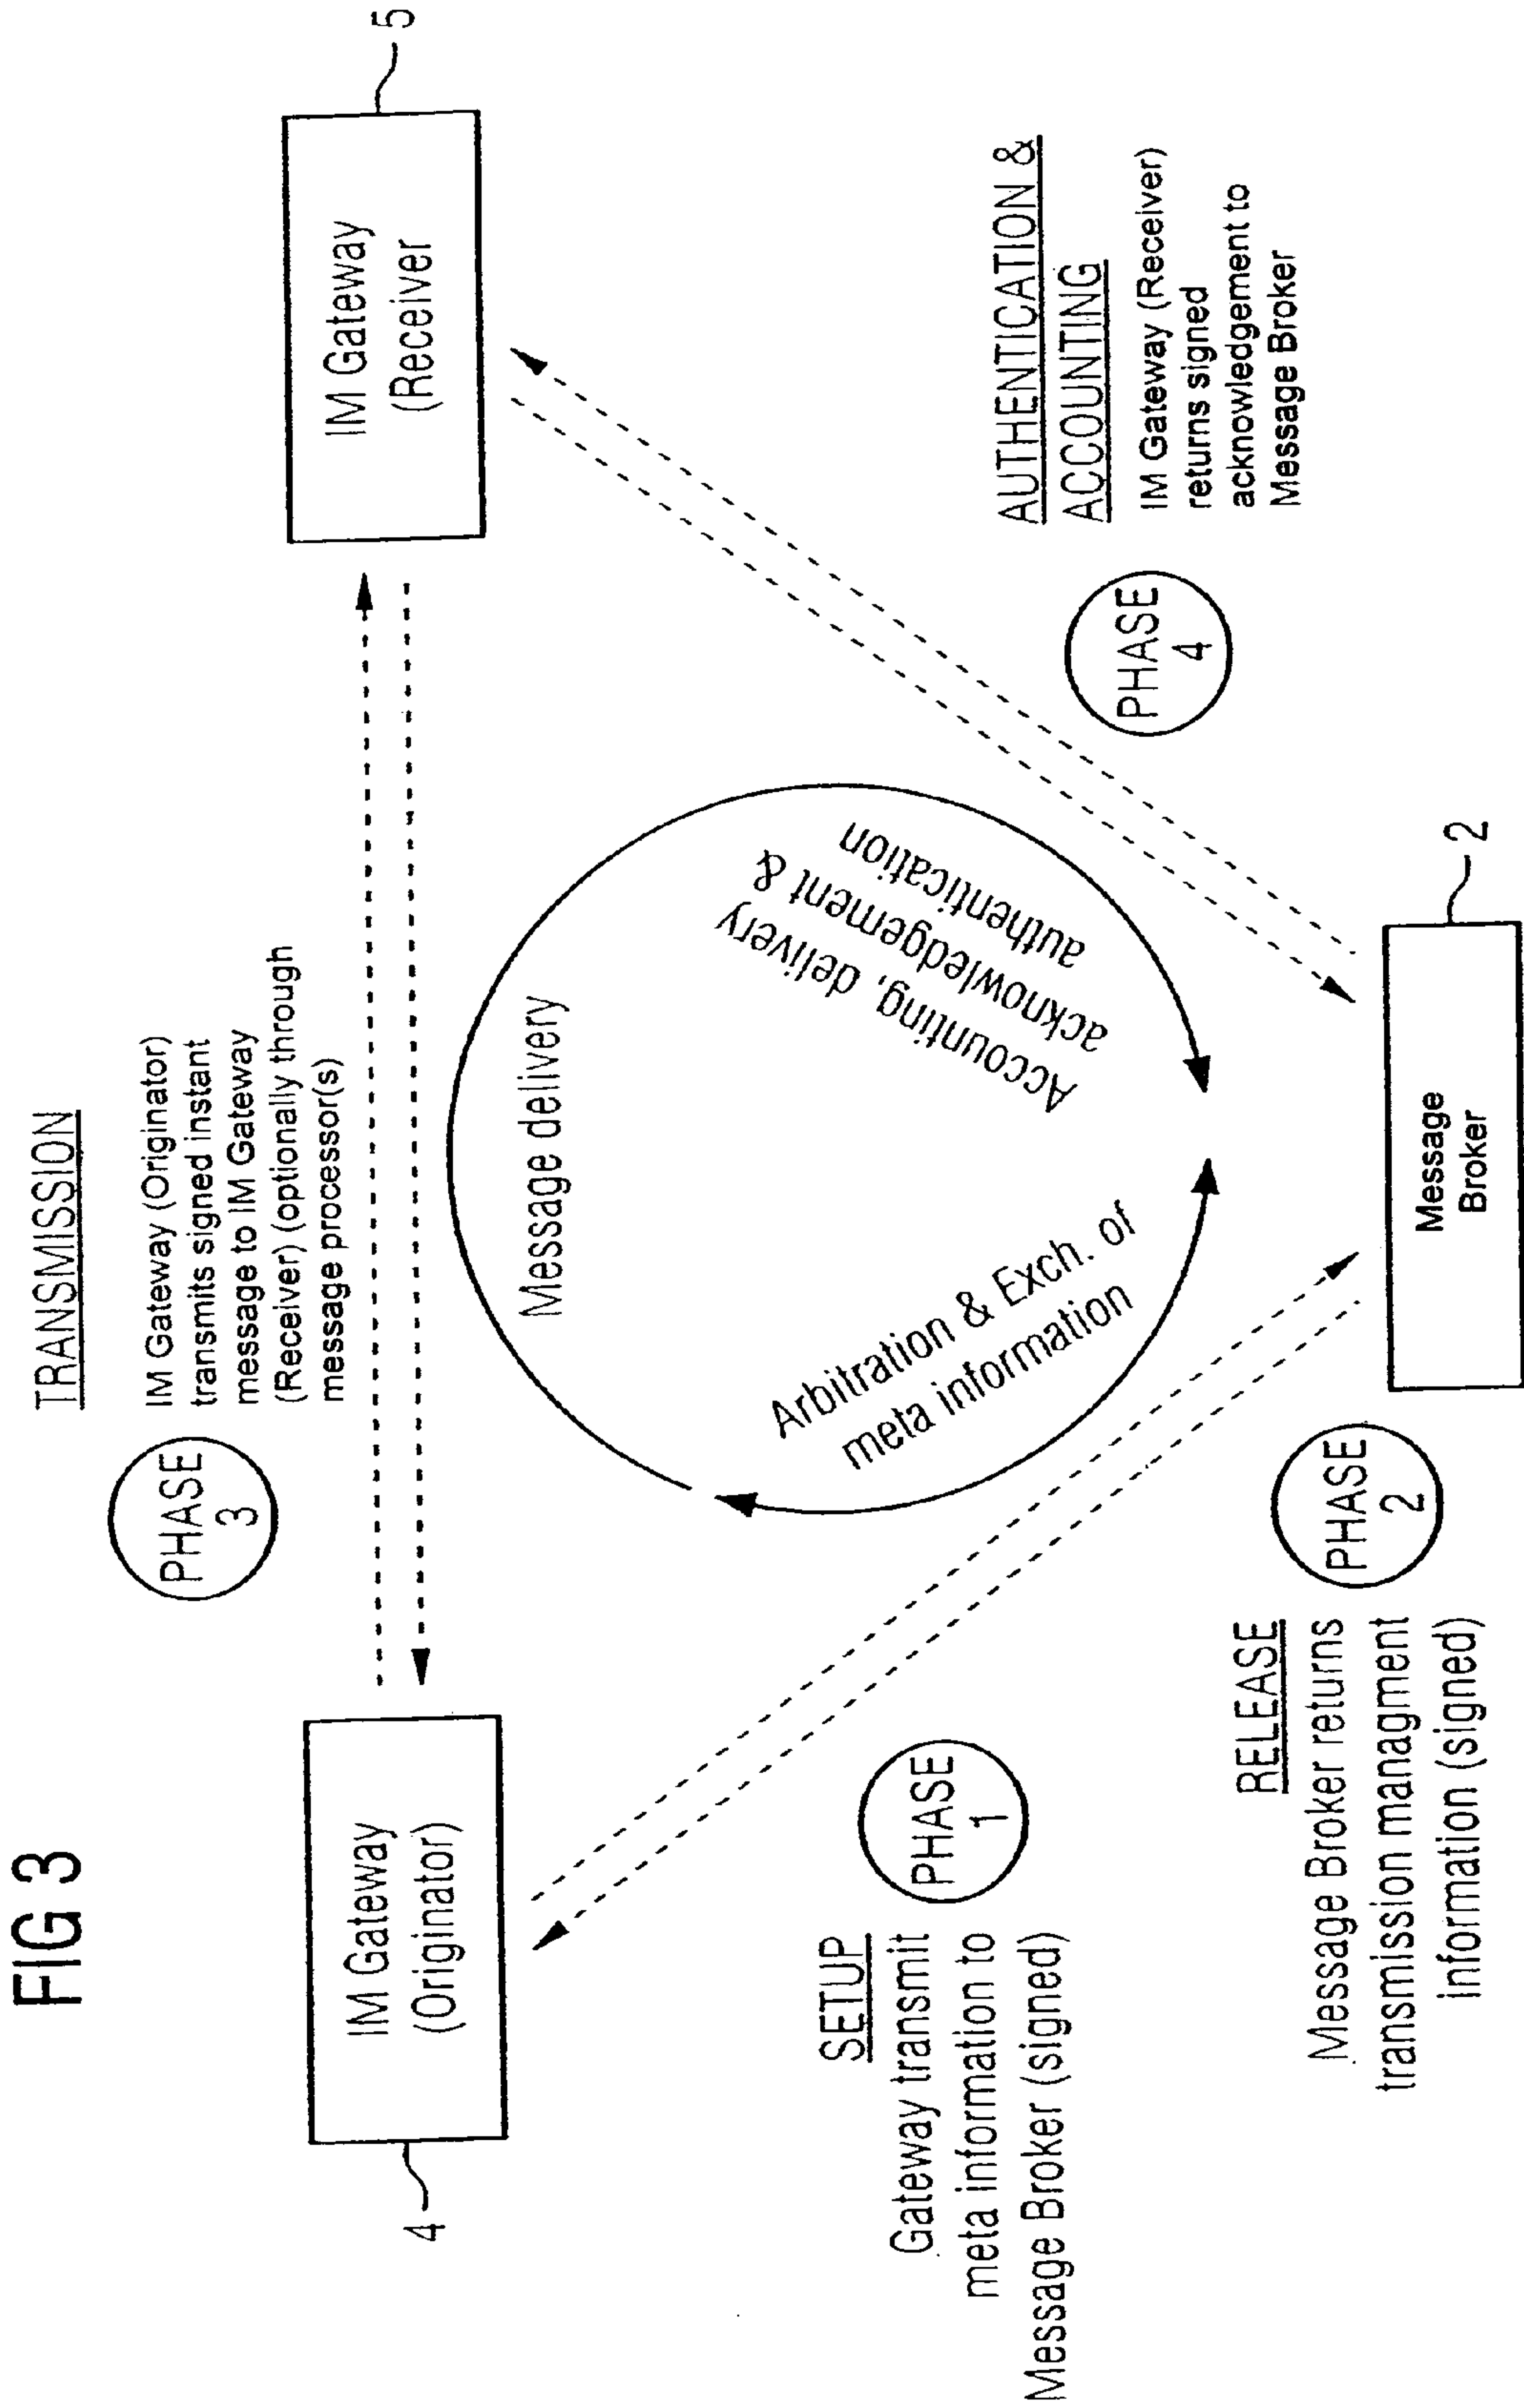 FIG 3
TRANSMISSION
PHASE
3
IM Gateway (Originator)
transmits signed instant
message to IM Gateway
(Receiver) (optionally through
message processor(s)
4
IM Gateway
(Originator)
IM Gateway
(Receiver)
5
Message delivery
Arbitration & Exch. of
meta information
Accounting, delivery
acknowledgement &
authentication
PHASE
1
SETUP
Gateway transmit
meta information to
Message Broker (signed)
PHASE
4
AUTHENTICATION &
ACCOUNTING
IM Gateway (Receiver)
returns signed
acknowledgement to
Message Broker
PHASE
2
RELEASE
Message Broker returns
transmission managment
information (signed)
Message
Broker
2